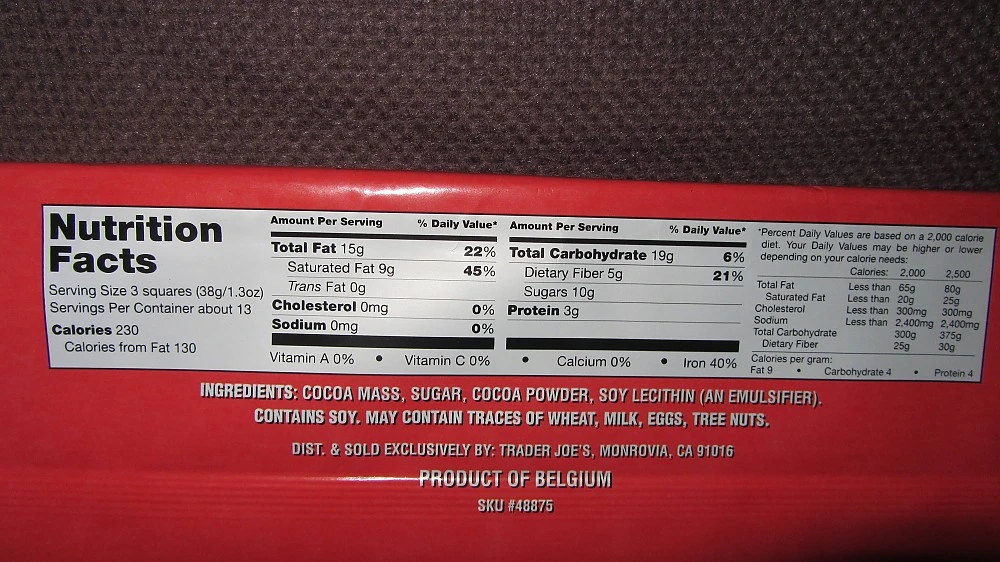 Nutrition
Facts
Serving Size 3 squares (38g/1.3oz)
Servings Per Container about 13
Calories 230
Calories from Fat 130
Amount Per Serving % Daily Value*
Total Fat 15g 22%
Saturated Fat 9g 45%
Trans Fat 0g
Cholesterol 0mg 0%
Sodium 0mg 0%
Amount Per Serving % Daily Value*
Total Carbohydrate 19g 6%
Dietary Fiber 5g 21%
Sugars 10g
Protein 3g
Vitamin A 0% • Vitamin C 0% • Calcium 0% • Iron 40%
*Percent Daily Values are based on a 2,000 calorie
diet. Your Daily Values may be higher or lower
depending on your calorie needs:
Calories: 2,000 2,500
Total Fat Less than 65g 80g
Saturated Fat Less than 20g 25g
Cholesterol Less than 300mg 300mg
Sodium Less than 2,400mg 2,400mg
Total Carbohydrate 300g 375g
Dietary Fiber 25g 30g
Calories per gram:
Fat 9 • Carbohydrate 4 • Protein 4
INGREDIENTS: COCOA MASS, SUGAR, COCOA POWDER, SOY LECITHIN (AN EMULSIFIER).
CONTAINS SOY. MAY CONTAIN TRACES OF WHEAT, MILK, EGGS, TREE NUTS.
DIST. & SOLD EXCLUSIVELY BY: TRADER JOE'S, MONROVIA, CA 91016
PRODUCT OF BELGIUM
SKU #48875